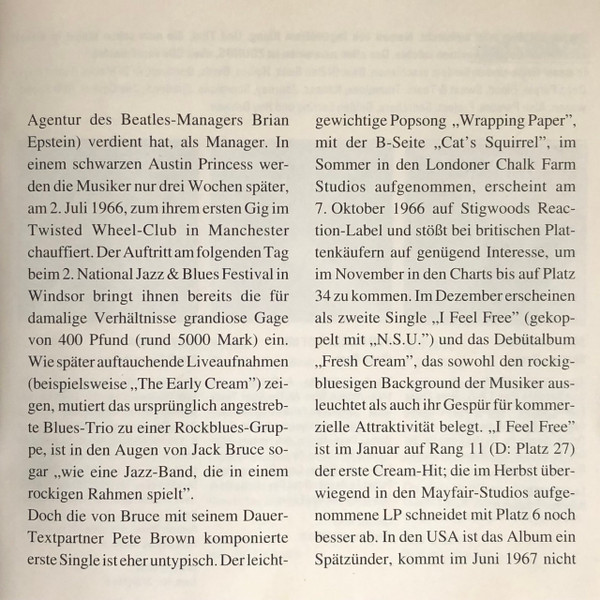 Agentur des Beatles-Managers Brian
Epstein) verdient hat, als Manager. In
einem schwarzen Austin Princess wer-
den die Musiker nur drei Wochen später,
am 2. Juli 1966, zum ihrem ersten Gig im
Twisted Wheel-Club in Manchester
chauffiert. Der Auftritt am folgenden Tag
beim 2. National Jazz & Blues Festival in
Windsor bringt ihnen bereits die für
damalige Verhältnisse grandiose Gage
von 400 Pfund (rund 5000 Mark) ein.
Wie später auftauchende Liveaufnahmen
(beispielsweise „The Early Cream”) zei-
gen, mutiert das ursprünglich angestreb-
te Blues-Trio zu einer Rockblues-Grup-
pe, ist in den Augen von Jack Bruce so-
gar „wie eine Jazz-Band, die in einem
rockigen Rahmen spielt”.
Doch die von Bruce mit seinem Dauer-
Textpartner Pete Brown komponierte
erste Single ist eher untypisch. Der leicht-
gewichtige Popsong „Wrapping Paper”,
mit der B-Seite „Cat’s Squirrel”, im
Sommer in den Londoner Chalk Farm
Studios aufgenommen, erscheint am
7. Oktober 1966 auf Stigwoods Reac-
tion-Label und stößt bei britischen Plat-
tenkäufern auf genügend Interesse, um
im November in den Charts bis auf Platz
34 zu kommen. Im Dezember erscheinen
als zweite Single „I Feel Free” (gekop-
pelt mit „N.S.U.”) und das Debütalbum
„Fresh Cream”, das sowohl den rockig-
bluesigen Background der Musiker aus-
leuchtet als auch ihr Gespür für kommer-
zielle Attraktivität belegt. „I Feel Free”
ist im Januar auf Rang 11 (D: Platz 27)
der erste Cream-Hit; die im Herbst über-
wiegend in den Mayfair-Studios aufge-
nommene LP schneidet mit Platz 6 noch
besser ab. In den USA ist das Album ein
Spätzünder, kommt im Juni 1967 nicht